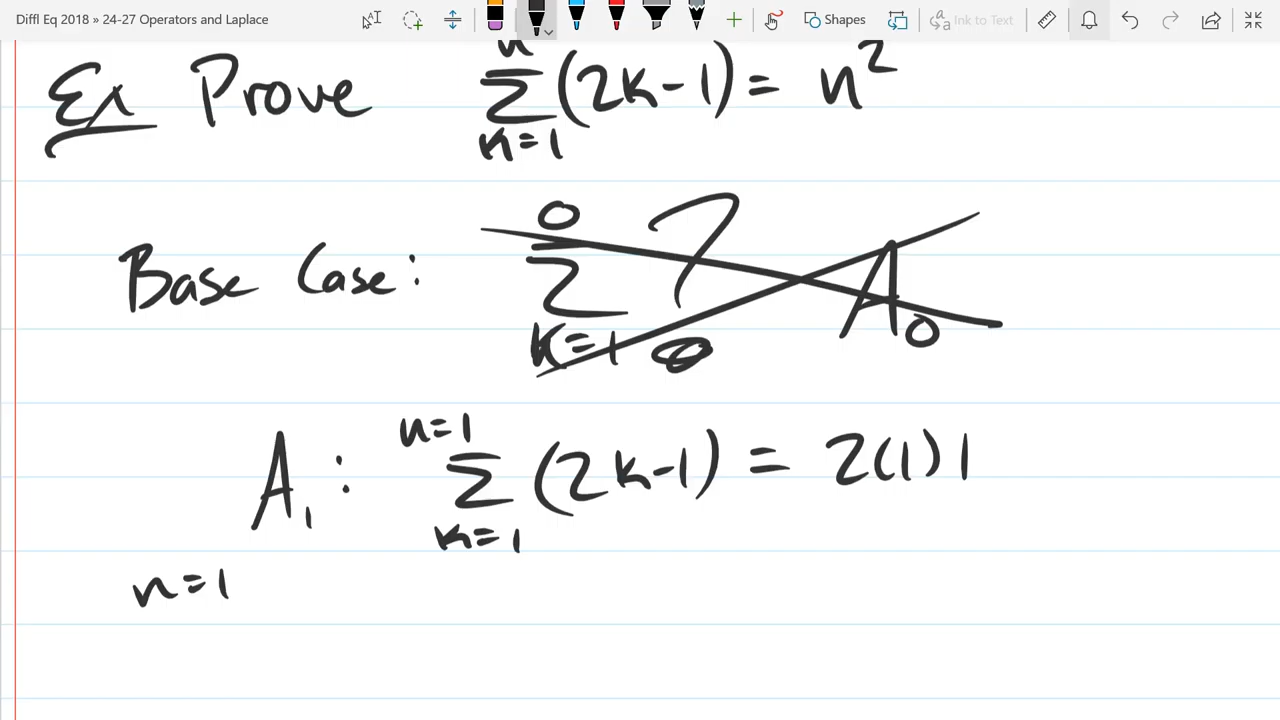 Diffl Eq 2018 » 24-27 Operators and Laplace
Shapes
Ink to Text
Ex Prove
n
Σ (2k-1) = n²
k=1
Base Case:
0
Σ ?
k=1
A₀
A₁ :
n=1
Σ (2k-1) = 2(1)1
k=1
n=1